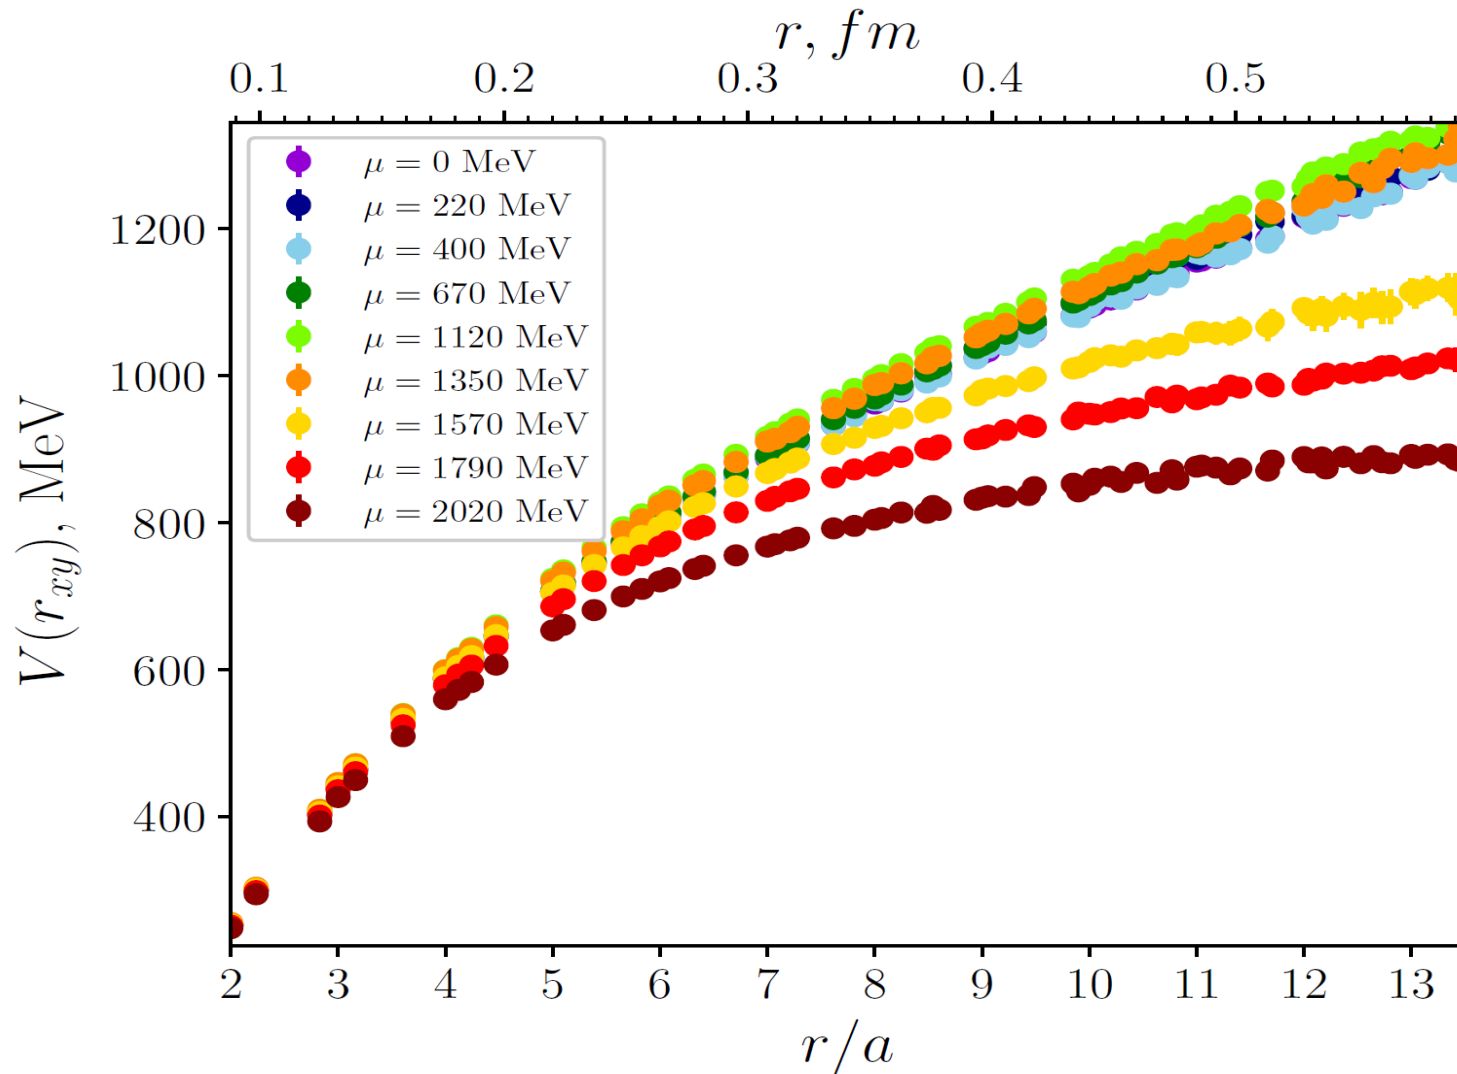 r, fm
0.1 0.2 0.3 0.4 0.5
μ = 0 MeV
μ = 220 MeV
μ = 400 MeV
μ = 670 MeV
μ = 1120 MeV
μ = 1350 MeV
μ = 1570 MeV
μ = 1790 MeV
μ = 2020 MeV
V(r_{xy}), MeV
1200
1000
800
600
400
2 3 4 5 6 7 8 9 10 11 12 13
r/a